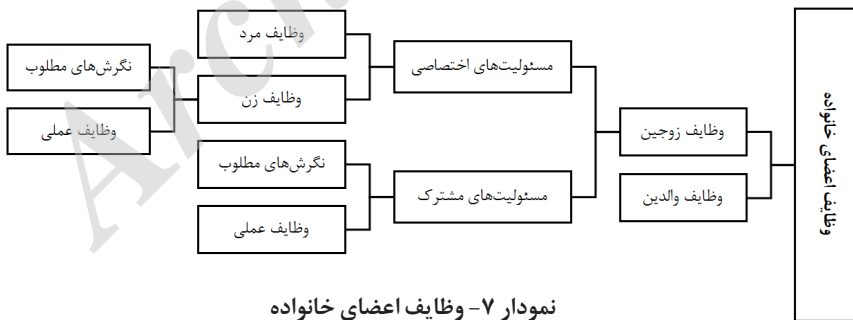 وظایف اعضای خانواده
وظایف زوجین
وظایف والدین
مسئولیت‌های اختصاصی
مسئولیت‌های مشترک
وظایف مرد
وظایف زن
نگرش‌های مطلوب
وظایف عملی
نگرش‌های مطلوب
وظایف عملی
نمودار ۷- وظایف اعضای خانواده
Arc